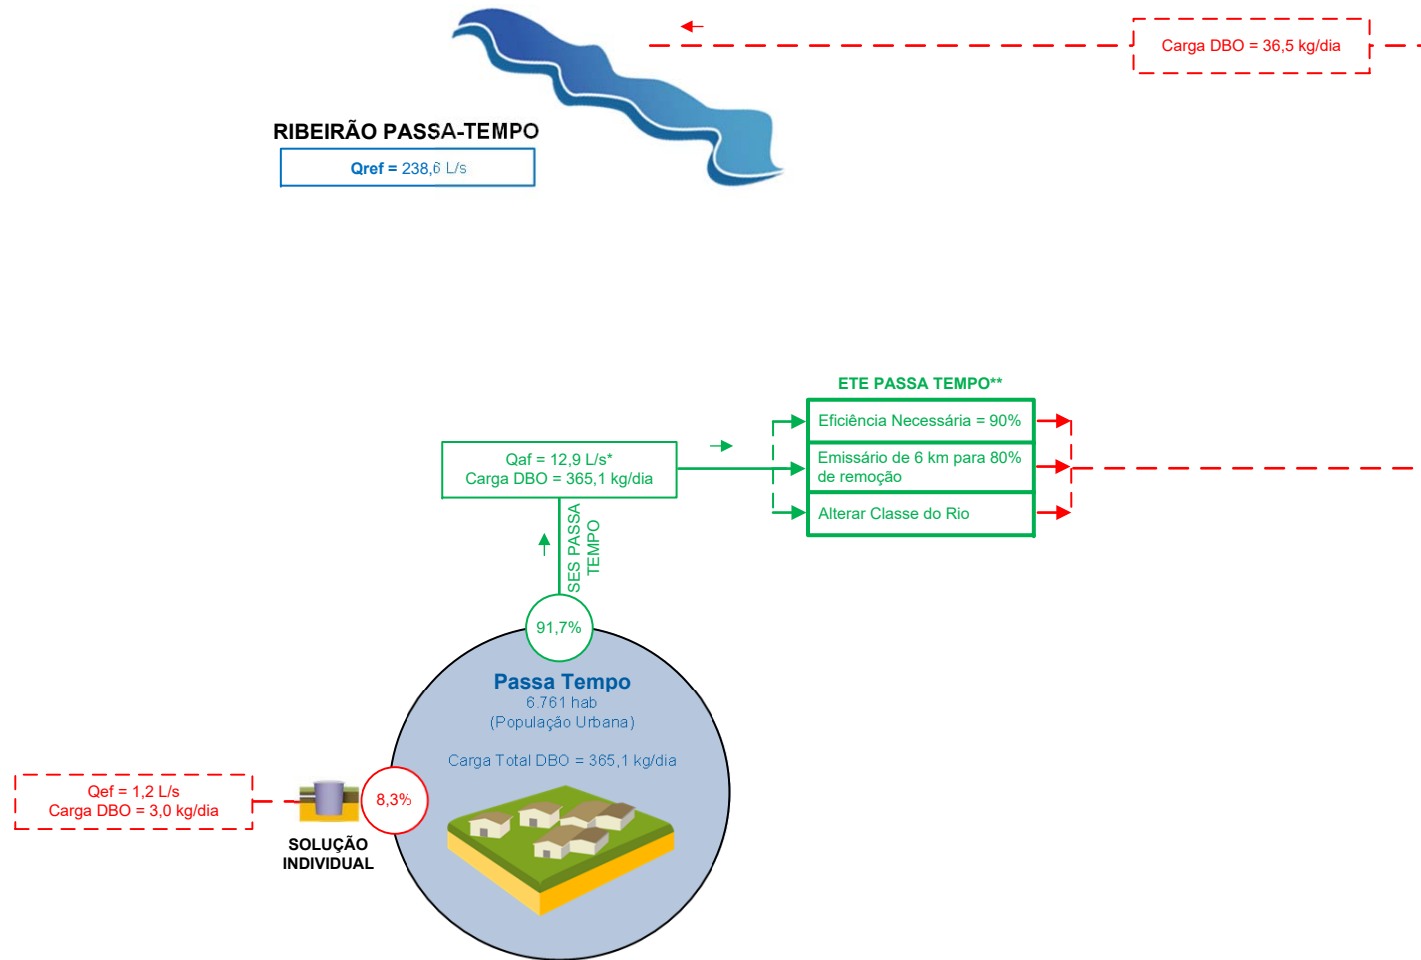 Carga DBO = 36,5 kg/dia
RIBEIRÃO PASSA-TEMPO
Qref = 238,6 L/s
ETE PASSA TEMPO**
Eficiência Necessária = 90%
Emissário de 6 km para 80%
de remoção
Alterar Classe do Rio
Qaf = 12,9 L/s*
Carga DBO = 365,1 kg/dia
SES PASSA
TEMPO
91,7%
Passa Tempo
6.761 hab
(População Urbana)
Carga Total DBO = 365,1 kg/dia
8,3%
Qef = 1,2 L/s
Carga DBO = 3,0 kg/dia
SOLUÇÃO
INDIVIDUAL